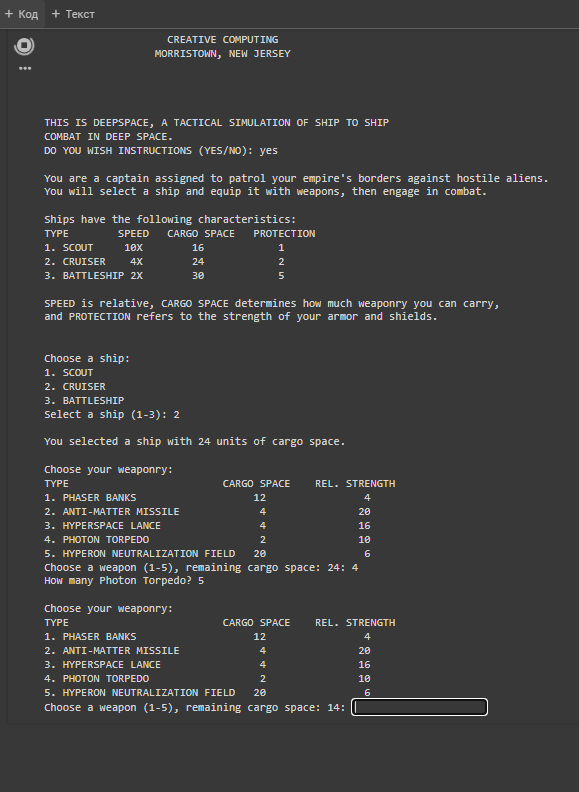 + Код + Текст
CREATIVE COMPUTING
MORRISTOWN, NEW JERSEY
THIS IS DEEPSPACE, A TACTICAL SIMULATION OF SHIP TO SHIP
COMBAT IN DEEP SPACE.
DO YOU WISH INSTRUCTIONS (YES/NO): yes
You are a captain assigned to patrol your empire's borders against hostile aliens.
You will select a ship and equip it with weapons, then engage in combat.
Ships have the following characteristics:
TYPE SPEED CARGO SPACE PROTECTION
1. SCOUT 10X 16 1
2. CRUISER 4X 24 2
3. BATTLESHIP 2X 30 5
SPEED is relative, CARGO SPACE determines how much weaponry you can carry,
and PROTECTION refers to the strength of your armor and shields.
Choose a ship:
1. SCOUT
2. CRUISER
3. BATTLESHIP
Select a ship (1-3): 2
You selected a ship with 24 units of cargo space.
Choose your weaponry:
TYPE CARGO SPACE REL. STRENGTH
1. PHASER BANKS 12 4
2. ANTI-MATTER MISSILE 4 20
3. HYPERSPACE LANCE 4 16
4. PHOTON TORPEDO 2 10
5. HYPERON NEUTRALIZATION FIELD 20 6
Choose a weapon (1-5), remaining cargo space: 24: 4
How many Photon Torpedo? 5
Choose your weaponry:
TYPE CARGO SPACE REL. STRENGTH
1. PHASER BANKS 12 4
2. ANTI-MATTER MISSILE 4 20
3. HYPERSPACE LANCE 4 16
4. PHOTON TORPEDO 2 10
5. HYPERON NEUTRALIZATION FIELD 20 6
Choose a weapon (1-5), remaining cargo space: 14: